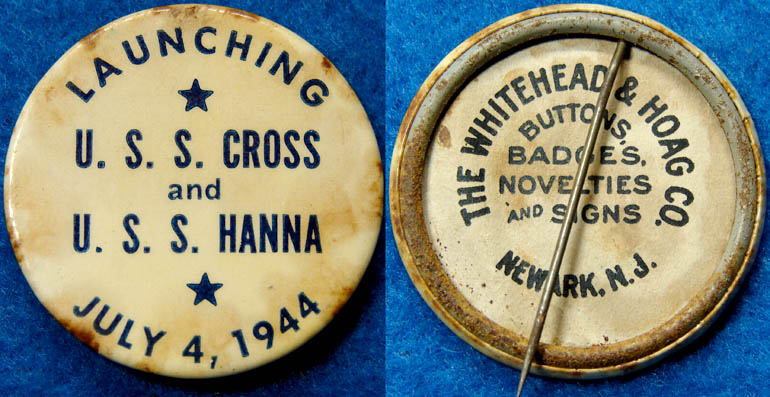 LAUNCHING
U. S. S. CROSS
and
U. S. S. HANNA
JULY 4, 1944
THE WHITEHEAD & HOAG CO.
BUTTONS,
BADGES,
NOVELTIES
AND SIGNS
NEWARK, N.J.